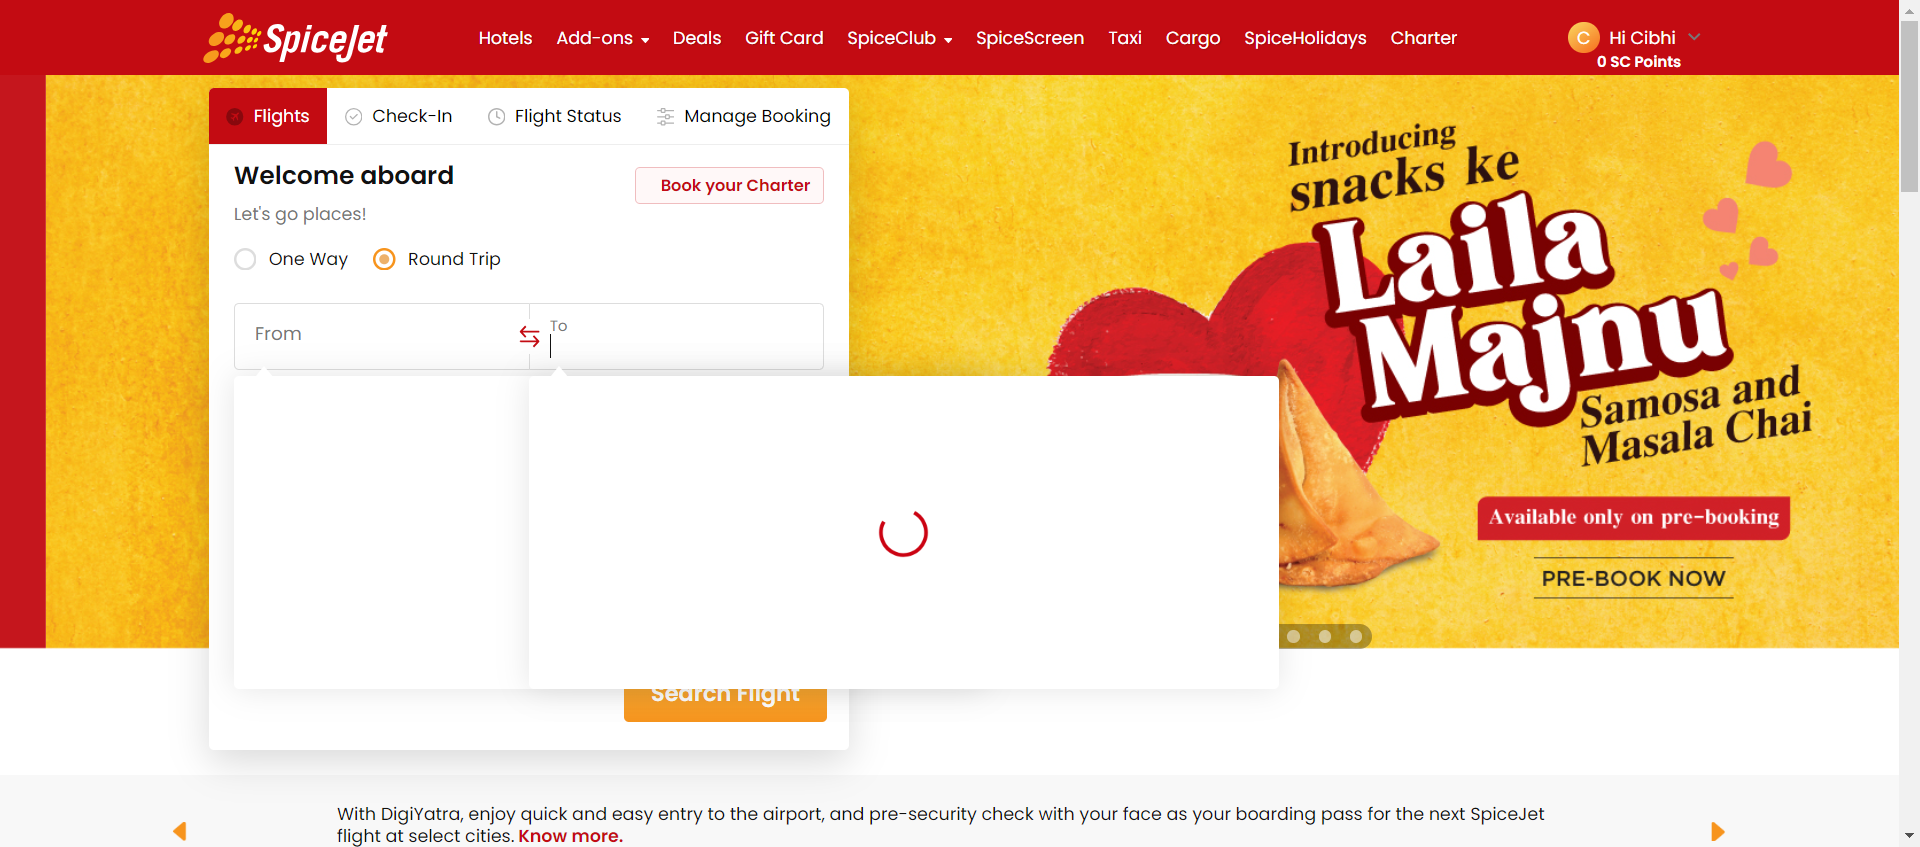 SpiceJet
Hotels
Add-ons
Deals
Gift Card
SpiceClub
SpiceScreen
Taxi
Cargo
SpiceHolidays
Charter
C
Hi Cibhi
0 SC Points
Flights
Check-In
Flight Status
Manage Booking
Welcome aboard
Book your Charter
Let's go places!
One Way
Round Trip
From
To
Search Flight
Introducing
snacks ke
Laila
Majnu
Samosa and
Masala Chai
Available only on pre-booking
PRE-BOOK NOW
With DigiYatra, enjoy quick and easy entry to the airport, and pre-security check with your face as your boarding pass for the next SpiceJet
flight at select cities. Know more.